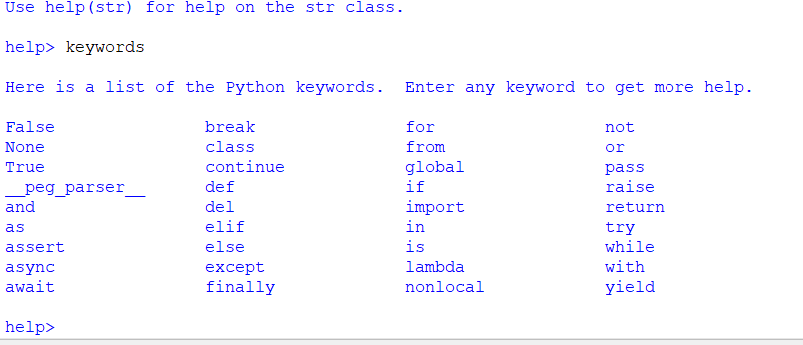 Use help(str) for help on the str class.
help> keywords
Here is a list of the Python keywords.  Enter any keyword to get more help.
False               break               for                 not
None                class               from                or
True                continue            global              pass
__peg_parser__      def                 if                  raise
and                 del                 import              return
as                  elif                in                  try
assert              else                is                  while
async               except              lambda              with
await               finally             nonlocal            yield
help>